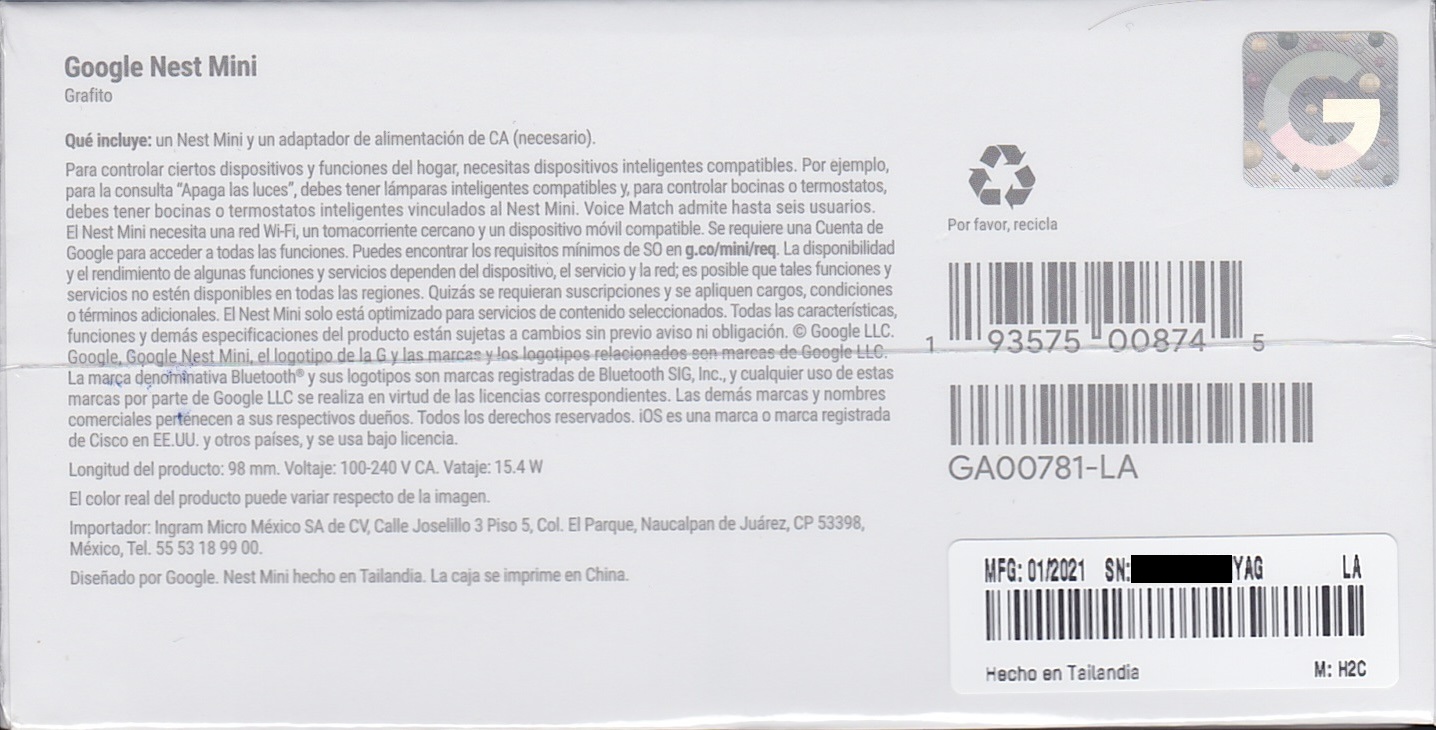 Google Nest Mini
Grafito
Qué incluye: un Nest Mini y un adaptador de alimentación de CA (necesario).
Para controlar ciertos dispositivos y funciones del hogar, necesitas dispositivos inteligentes compatibles. Por ejemplo,
para la consulta “Apaga las luces”, debes tener lámparas inteligentes compatibles y, para controlar bocinas o termostatos,
debes tener bocinas o termostatos inteligentes vinculados al Nest Mini. Voice Match admite hasta seis usuarios.
El Nest Mini necesita una red Wi-Fi, un tomacorriente cercano y un dispositivo móvil compatible. Se requiere una Cuenta de
Google para acceder a todas las funciones. Puedes encontrar los requisitos mínimos de SO en g.co/mini/req. La disponibilidad
y el rendimiento de algunas funciones y servicios dependen del dispositivo, el servicio y la red; es posible que tales funciones y
servicios no estén disponibles en todas las regiones. Quizás se requieran suscripciones y se apliquen cargos, condiciones
o términos adicionales. El Nest Mini solo está optimizado para servicios de contenido seleccionados. Todas las características,
funciones y demás especificaciones del producto están sujetas a cambios sin previo aviso ni obligación. © Google LLC.
Google, Google Nest Mini, el logotipo de la G y las marcas y los logotipos relacionados son marcas de Google LLC.
La marca denominativa Bluetooth® y sus logotipos son marcas registradas de Bluetooth SIG, Inc., y cualquier uso de estas
marcas por parte de Google LLC se realiza en virtud de las licencias correspondientes. Las demás marcas y nombres
comerciales pertenecen a sus respectivos dueños. Todos los derechos reservados. iOS es una marca o marca registrada
de Cisco en EE.UU. y otros países, y se usa bajo licencia.
Longitud del producto: 98 mm. Voltaje: 100-240 V CA. Vataje: 15.4 W
El color real del producto puede variar respecto de la imagen.
Importador: Ingram Micro México SA de CV, Calle Joselillo 3 Piso 5, Col. El Parque, Naucalpan de Juárez, CP 53398,
México, Tel. 55 53 18 99 00.
Diseñado por Google. Nest Mini hecho en Tailandia. La caja se imprime en China.
G
Por favor, recicla
1 93575 00874 5
GA00781-LA
MFG: 01/2021 SN: YAG LA
Hecho en Tailandia M: H2C